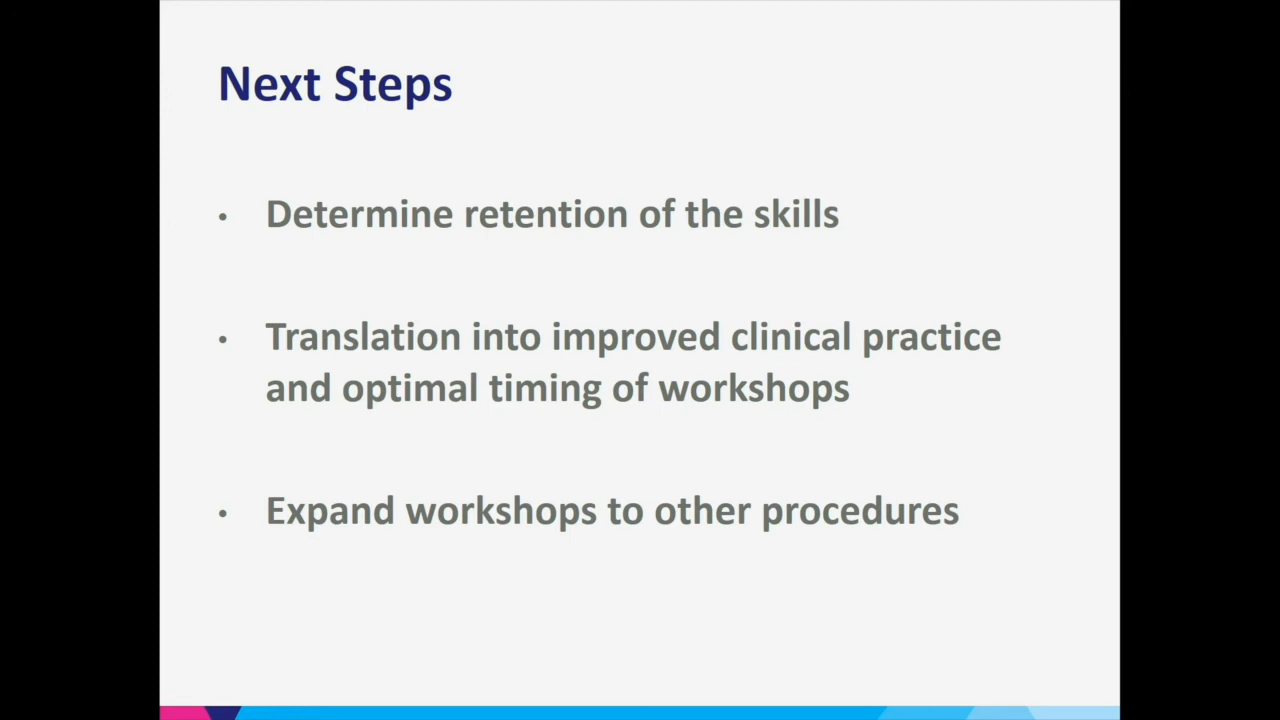 Next Steps
• Determine retention of the skills
• Translation into improved clinical practice
and optimal timing of workshops
• Expand workshops to other procedures